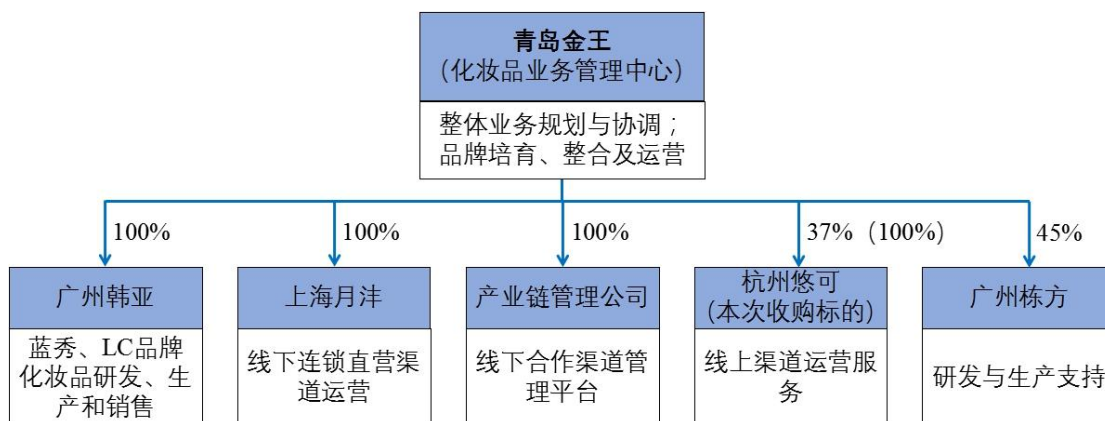 青岛金王
（化妆品业务管理中心）
整体业务规划与协调；
品牌培育、整合及运营
100%
100%
100%
37%（100%）
45%
广州韩亚
上海月沣
产业链管理公司
杭州悠可
（本次收购标的）
广州栋方
蓝秀、LC品牌
化妆品研发、生
产和销售
线下连锁直营渠
道运营
线下合作渠道管
理平台
线上渠道运营服
务
研发与生产支持